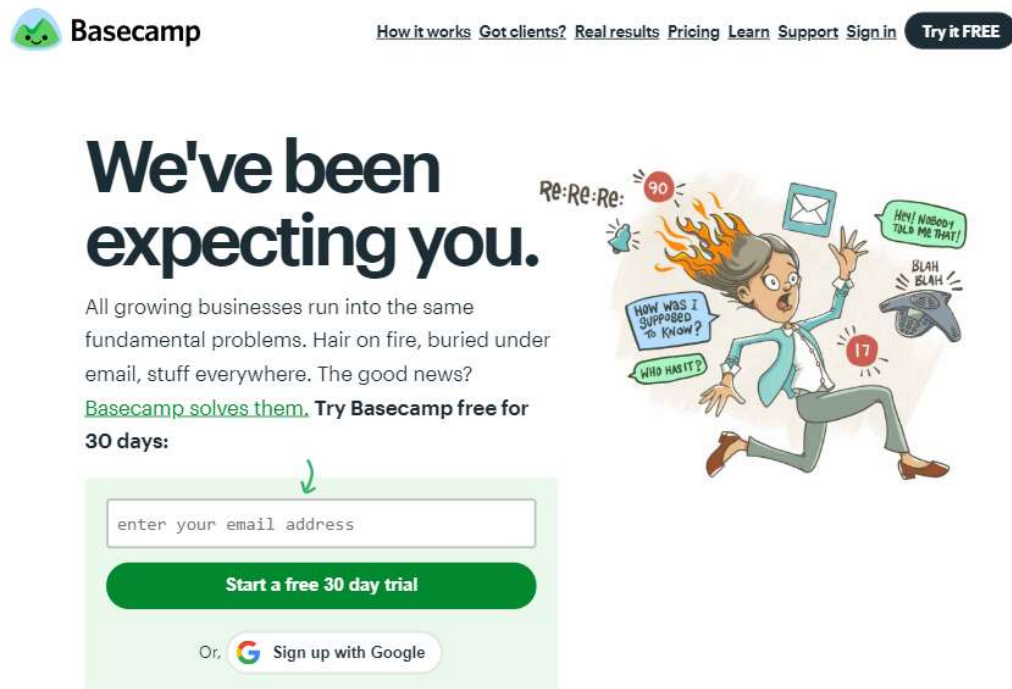 Basecamp
How it works Got clients? Real results Pricing Learn Support Sign in Try it FREE
We've been
expecting you.
All growing businesses run into the same
fundamental problems. Hair on fire, buried under
email, stuff everywhere. The good news?
Basecamp solves them. Try Basecamp free for
30 days:
enter your email address
Start a free 30 day trial
Or, Sign up with Google
Re:Re:Re:
90
HEY! NOBODY
TOLD ME THAT!
BLAH
BLAH
HOW WAS I
SUPPOSED
TO KNOW?
17
WHO HAS IT?